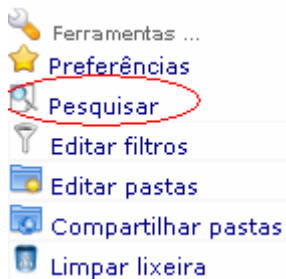 Ferramentas ...
Preferências
Pesquisar
Editar filtros
Editar pastas
Compartilhar pastas
Limpar lixeira